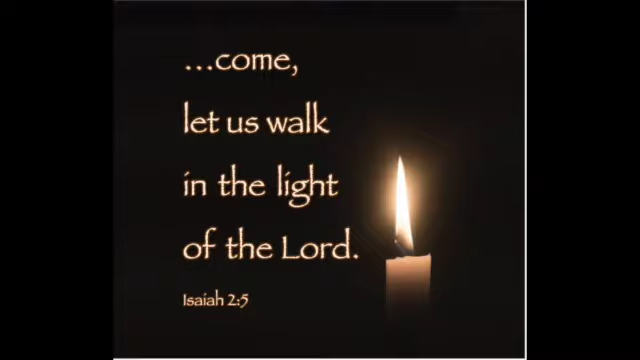 ...come,
let us walk
in the light
of the Lord.
Isaiah 2:5